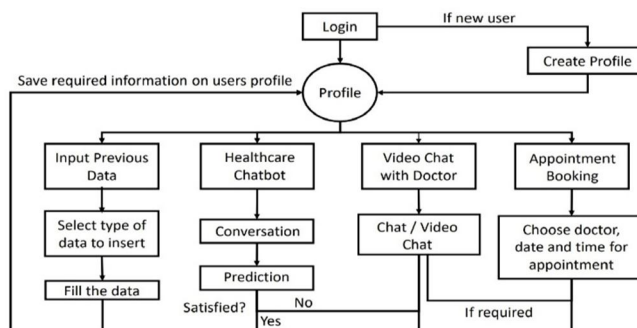 If new user
Login
Create Profile
Save required information on users profile
Profile
Input Previous
Data
Healthcare
Chatbot
Video Chat
with Doctor
Appointment
Booking
Select type of
data to insert
Conversation
Chat / Video
Chat
Choose doctor,
date and time for
appointment
Prediction
Fill the data
Satisfied?
No
Yes
If required